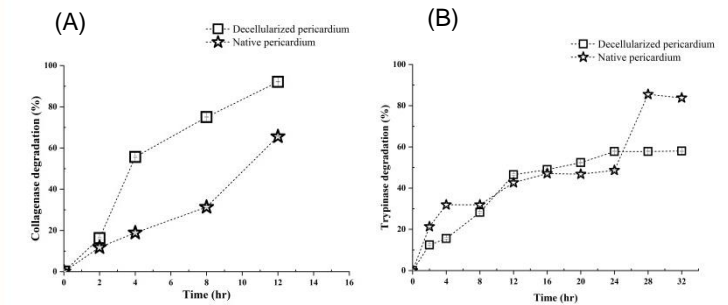 (A)
Decellularized pericardium
Native pericardium
100
80
60
40
20
0
Collagenase degradation (%)
0 2 4 6 8 10 12 14 16
Time (hr)
(B)
Decellularized pericardium
Native pericardium
100
80
60
40
20
0
Trypinase degradation (%)
0 4 8 12 16 20 24 28 32
Time (hr)